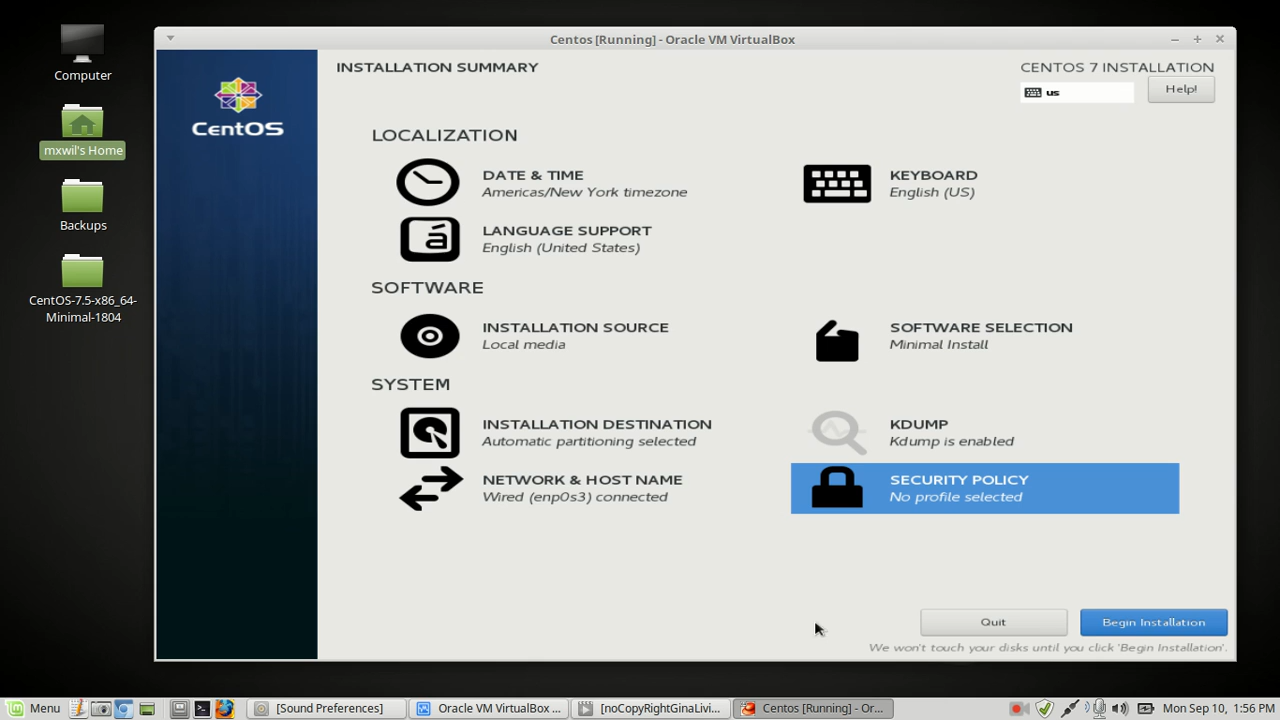 Centos [Running] - Oracle VM VirtualBox
Computer
mxwil's Home
Backups
CentOS-7.5-x86_64-
Minimal-1804
CentOS
INSTALLATION SUMMARY
CENTOS 7 INSTALLATION
us
Help!
LOCALIZATION
DATE & TIME
Americas/New York timezone
KEYBOARD
English (US)
á
LANGUAGE SUPPORT
English (United States)
SOFTWARE
INSTALLATION SOURCE
Local media
SOFTWARE SELECTION
Minimal Install
SYSTEM
INSTALLATION DESTINATION
Automatic partitioning selected
KDUMP
Kdump is enabled
NETWORK & HOST NAME
Wired (enp0s3) connected
SECURITY POLICY
No profile selected
Quit
Begin Installation
We won't touch your disks until you click 'Begin Installation'.
Menu
[Sound Preferences]
Oracle VM VirtualBox ...
[noCopyRightGinaLivi...
Centos [Running] - Or...
Mon Sep 10, 1:56 PM